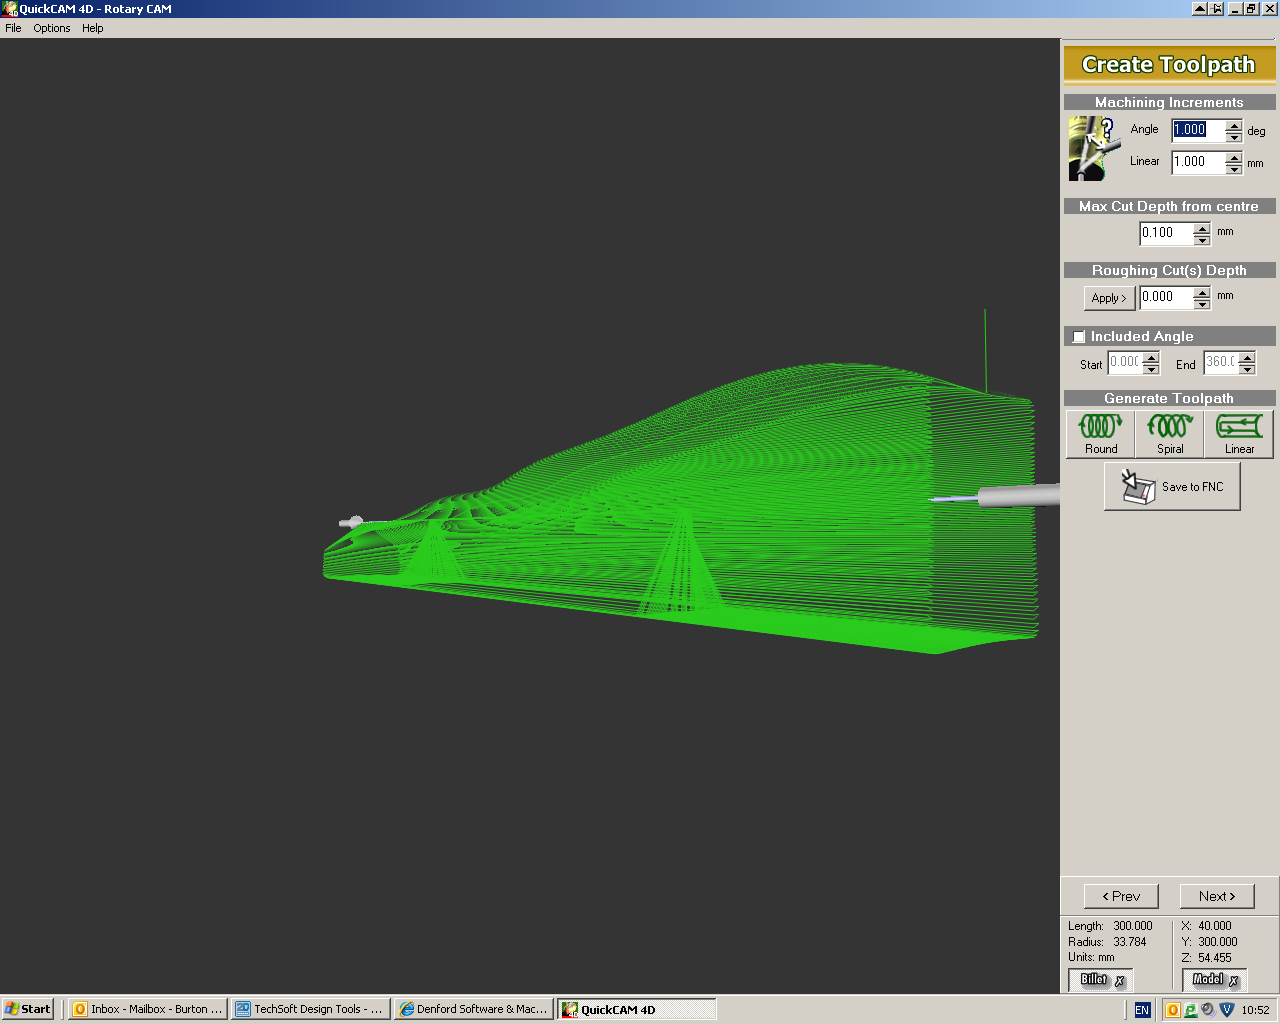 QuickCAM 4D - Rotary CAM
File Options Help
Create Toolpath
Machining Increments
Angle 1.000 deg
Linear 1.000 mm
Max Cut Depth from centre
0.100 mm
Roughing Cut(s) Depth
Apply > 0.000 mm
Included Angle
Start 0.00 End 360.
Generate Toolpath
Round Spiral Linear
Save to FNC
< Prev Next >
Length: 300.000 X: 40.000
Radius: 33.784 Y: 300.000
Units: mm Z: 54.455
Billet x Model x
Start Inbox - Mailbox - Burton ... TechSoft Design Tools - ... Denford Software & Mac... QuickCAM 4D EN 10:52